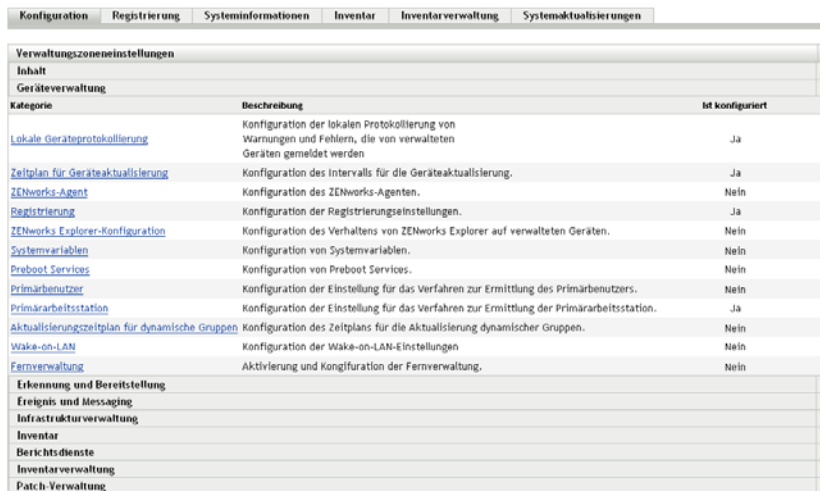 Konfiguration Registrierung Systeminformationen Inventar Inventarverwaltung Systemaktualisierungen
Verwaltungszoneneinstellungen
Inhalt
Geräteverwaltung
Kategorie Beschreibung Ist konfiguriert
Lokale Geräteprotokollierung Konfiguration der lokalen Protokollierung von Warnungen und Fehlern, die von verwalteten Geräten gemeldet werden Ja
Zeitplan für Geräteaktualisierung Konfiguration des Intervalls für die Geräteaktualisierung. Ja
ZENworks-Agent Konfiguration des ZENworks-Agenten. Nein
Registrierung Konfiguration der Registrierungseinstellungen. Ja
ZENworks Explorer-Konfiguration Konfiguration des Verhaltens von ZENworks Explorer auf verwalteten Geräten. Nein
Systemvariablen Konfiguration von Systemvariablen. Nein
Preboot Services Konfiguration von Preboot Services. Nein
Primärbenutzer Konfiguration der Einstellung für das Verfahren zur Ermittlung des Primärbenutzers. Nein
Primärarbeitsstation Konfiguration der Einstellung für das Verfahren zur Ermittlung der Primärarbeitsstation. Ja
Aktualisierungszeitplan für dynamische Gruppen Konfiguration des Zeitplans für die Aktualisierung dynamischer Gruppen. Nein
Wake-on-LAN Konfiguration der Wake-on-LAN-Einstellungen Nein
Fernverwaltung Aktivierung und Kongifuration der Fernverwaltung. Nein
Erkennung und Bereitstellung
Ereignis und Messaging
Infrastrukturverwaltung
Inventar
Berichtsdienste
Inventarverwaltung
Patch-Verwaltung